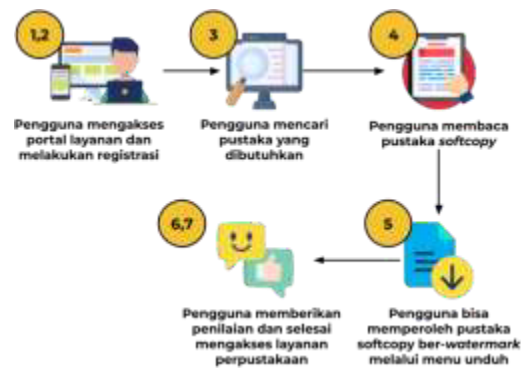 1,2
Pengguna mengakses
portal layanan dan
melakukan registrasi
3
Pengguna mencari
pustaka yang
dibutuhkan
4
Pengguna membaca
pustaka softcopy
5
Pengguna bisa
memperoleh pustaka
softcopy ber-watermark
melalui menu unduh
6,7
Pengguna memberikan
penilaian dan selesai
mengakses layanan
perpustakaan